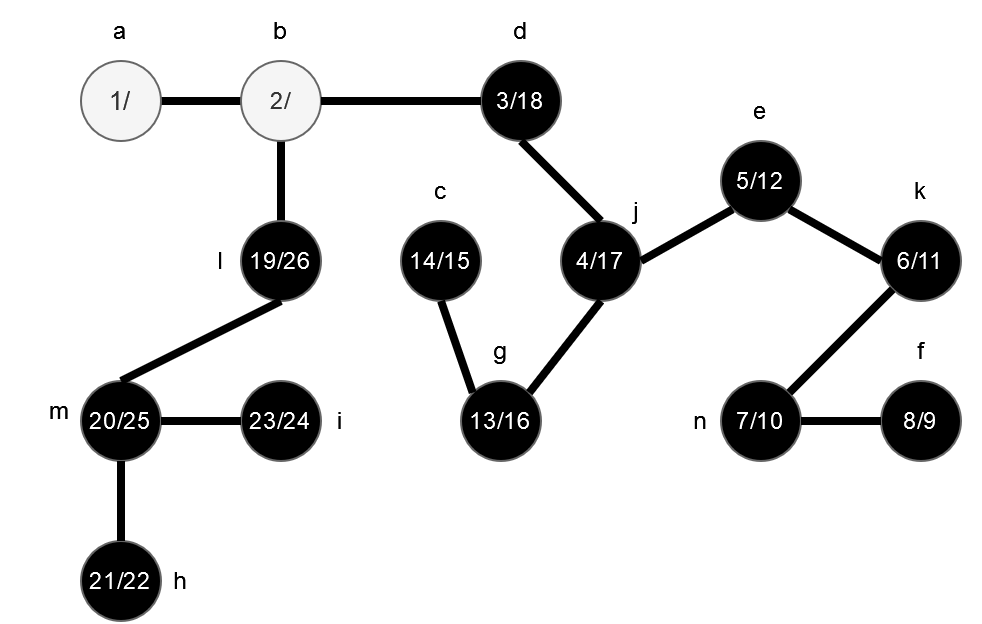 a
b
d
1/
2/
3/18
e
5/12
c
k
j
l
19/26
14/15
4/17
6/11
g
f
m
20/25
23/24
i
13/16
n
7/10
8/9
21/22
h